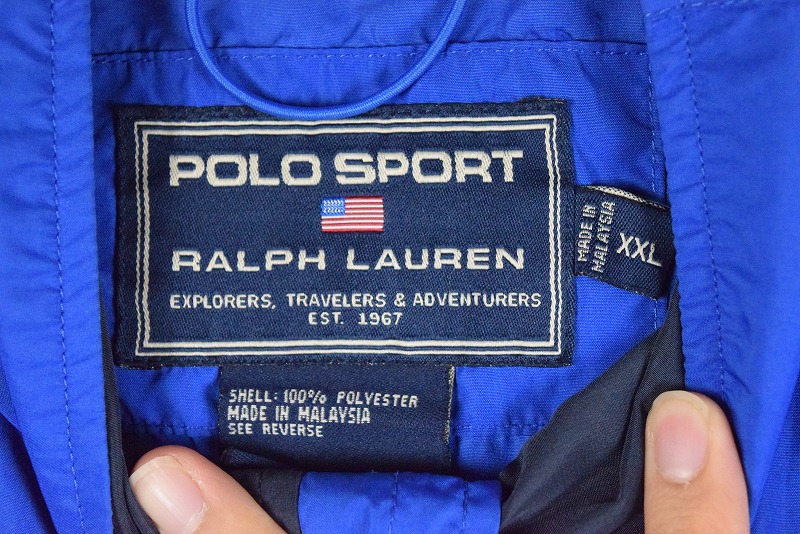 POLO SPORT
RALPH LAUREN
EXPLORERS, TRAVELERS & ADVENTURERS
EST. 1967
MADE IN
MALAYSIA
XXL
SHELL: 100% POLYESTER
MADE IN MALAYSIA
SEE REVERSE